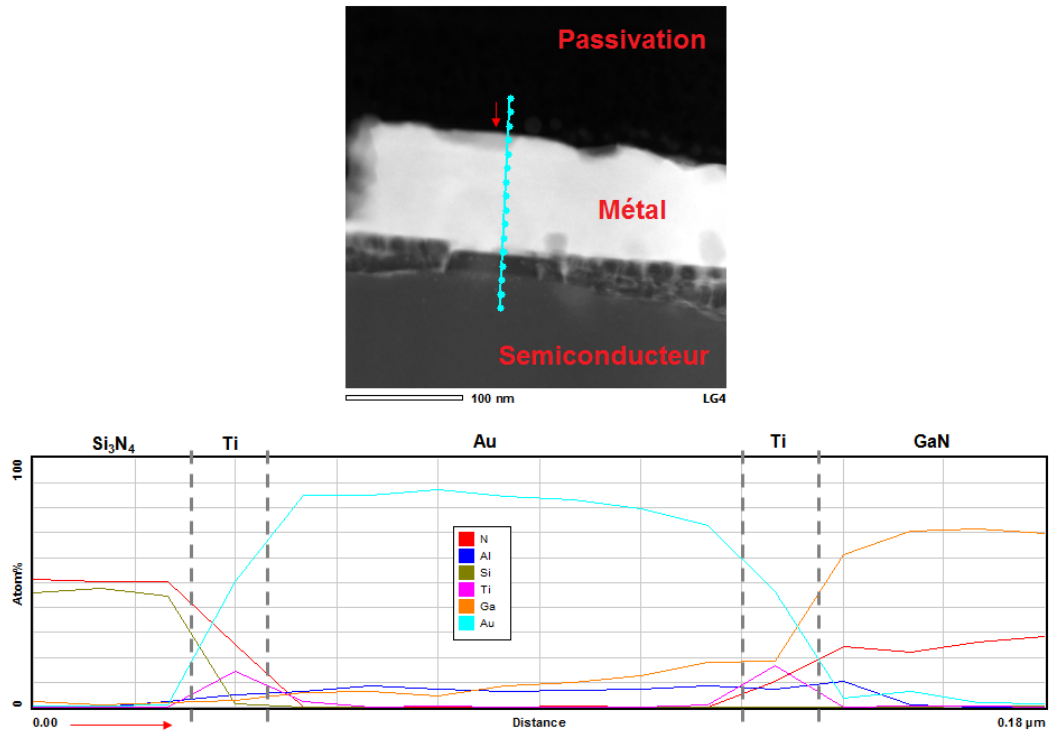 Passivation
Métal
Semiconducteur
100 nm
LG4
Si₃N₄ Ti Au Ti GaN
100
Atom%
0
N
Al
Si
Ti
Ga
Au
0.00 Distance 0.18 µm